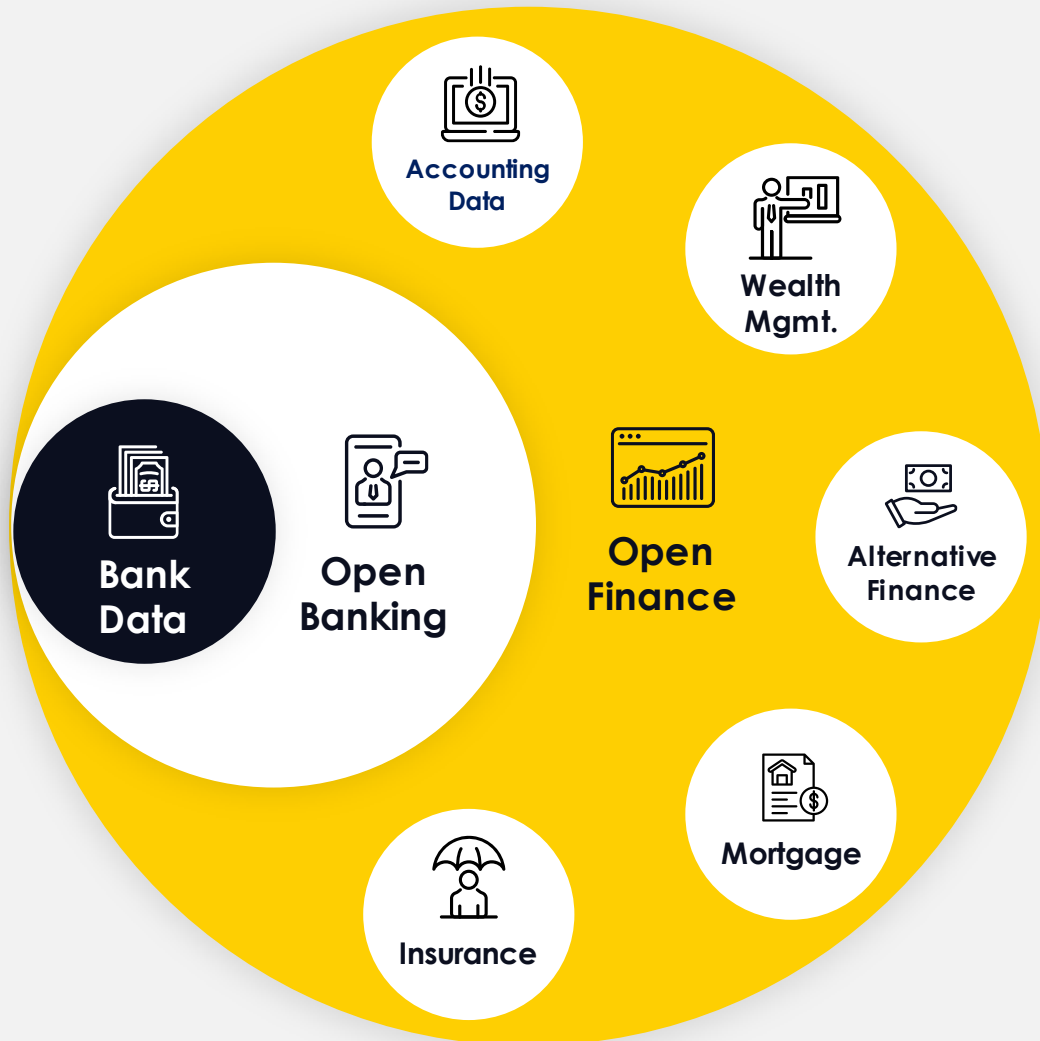 Accounting
Data
Wealth
Mgmt.
Bank
Data
Open
Banking
Open
Finance
Alternative
Finance
Mortgage
Insurance